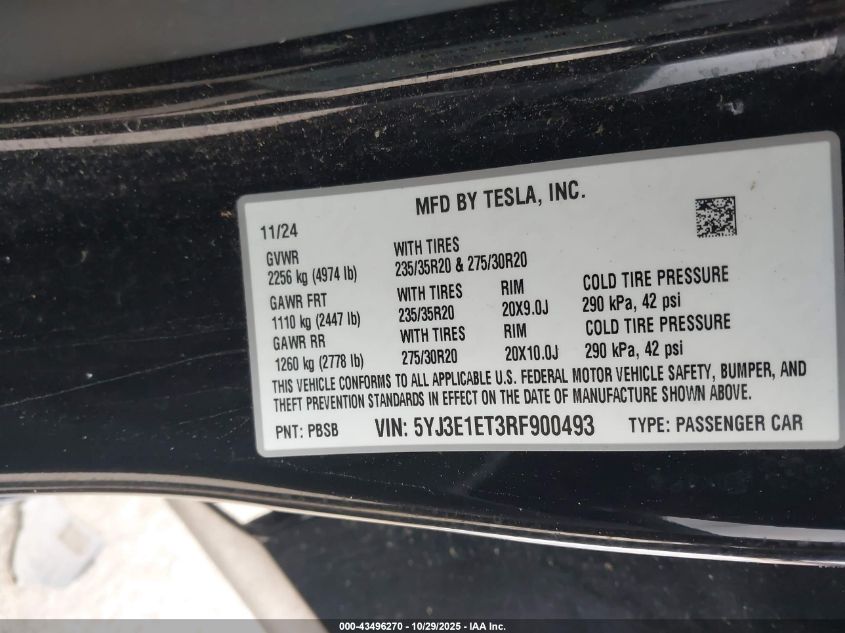 MFD BY TESLA, INC.
11/24
GVWR
2256 kg (4974 lb)
WITH TIRES
235/35R20 & 275/30R20
GAWR FRT
1110 kg (2447 lb)
WITH TIRES
235/35R20
RIM
20X9.0J
COLD TIRE PRESSURE
290 kPa, 42 psi
GAWR RR
1260 kg (2778 lb)
WITH TIRES
275/30R20
RIM
20X10.0J
COLD TIRE PRESSURE
290 kPa, 42 psi
THIS VEHICLE CONFORMS TO ALL APPLICABLE U.S. FEDERAL MOTOR VEHICLE SAFETY, BUMPER, AND
THEFT PREVENTION STANDARDS IN EFFECT ON THE DATE OF MANUFACTURE SHOWN ABOVE.
PNT: PBSB VIN: 5YJ3E1ET3RF900493 TYPE: PASSENGER CAR
000-43496270 - 10/29/2025 - IAA Inc.